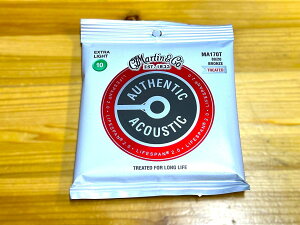 EXTRA
LIGHT
10
Martin & Co.
EST. 1833
MA170T
80/20
BRONZE
TREATED
AUTHENTIC
ACOUSTIC
LIFESPAN® 2.0
TREATED FOR LONG LIFE